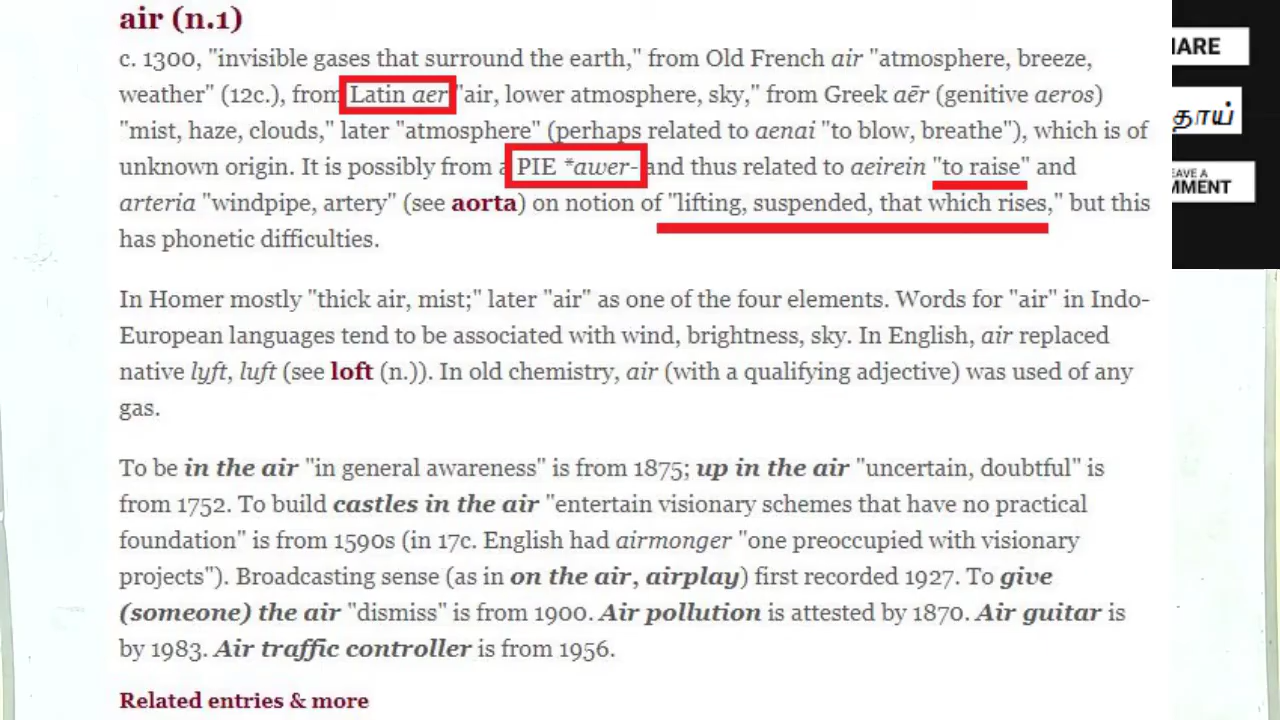 air (n.1)
c. 1300, "invisible gases that surround the earth," from Old French air "atmosphere, breeze,
weather" (12c.), from Latin aer "air, lower atmosphere, sky," from Greek aēr (genitive aeros)
"mist, haze, clouds," later "atmosphere" (perhaps related to aenai "to blow, breathe"), which is of
unknown origin. It is possibly from a PIE *awer- and thus related to aeirein "to raise" and
arteria "windpipe, artery" (see aorta) on notion of "lifting, suspended, that which rises," but this
has phonetic difficulties.
In Homer mostly "thick air, mist;" later "air" as one of the four elements. Words for "air" in Indo-
European languages tend to be associated with wind, brightness, sky. In English, air replaced
native lyft, luft (see loft (n.)). In old chemistry, air (with a qualifying adjective) was used of any
gas.
To be in the air "in general awareness" is from 1875; up in the air "uncertain, doubtful" is
from 1752. To build castles in the air "entertain visionary schemes that have no practical
foundation" is from 1590s (in 17c. English had airmonger "one preoccupied with visionary
projects"). Broadcasting sense (as in on the air, airplay) first recorded 1927. To give
(someone) the air "dismiss" is from 1900. Air pollution is attested by 1870. Air guitar is
by 1983. Air traffic controller is from 1956.
Related entries & more
HARE
தாய்
EAVE A
MMENT